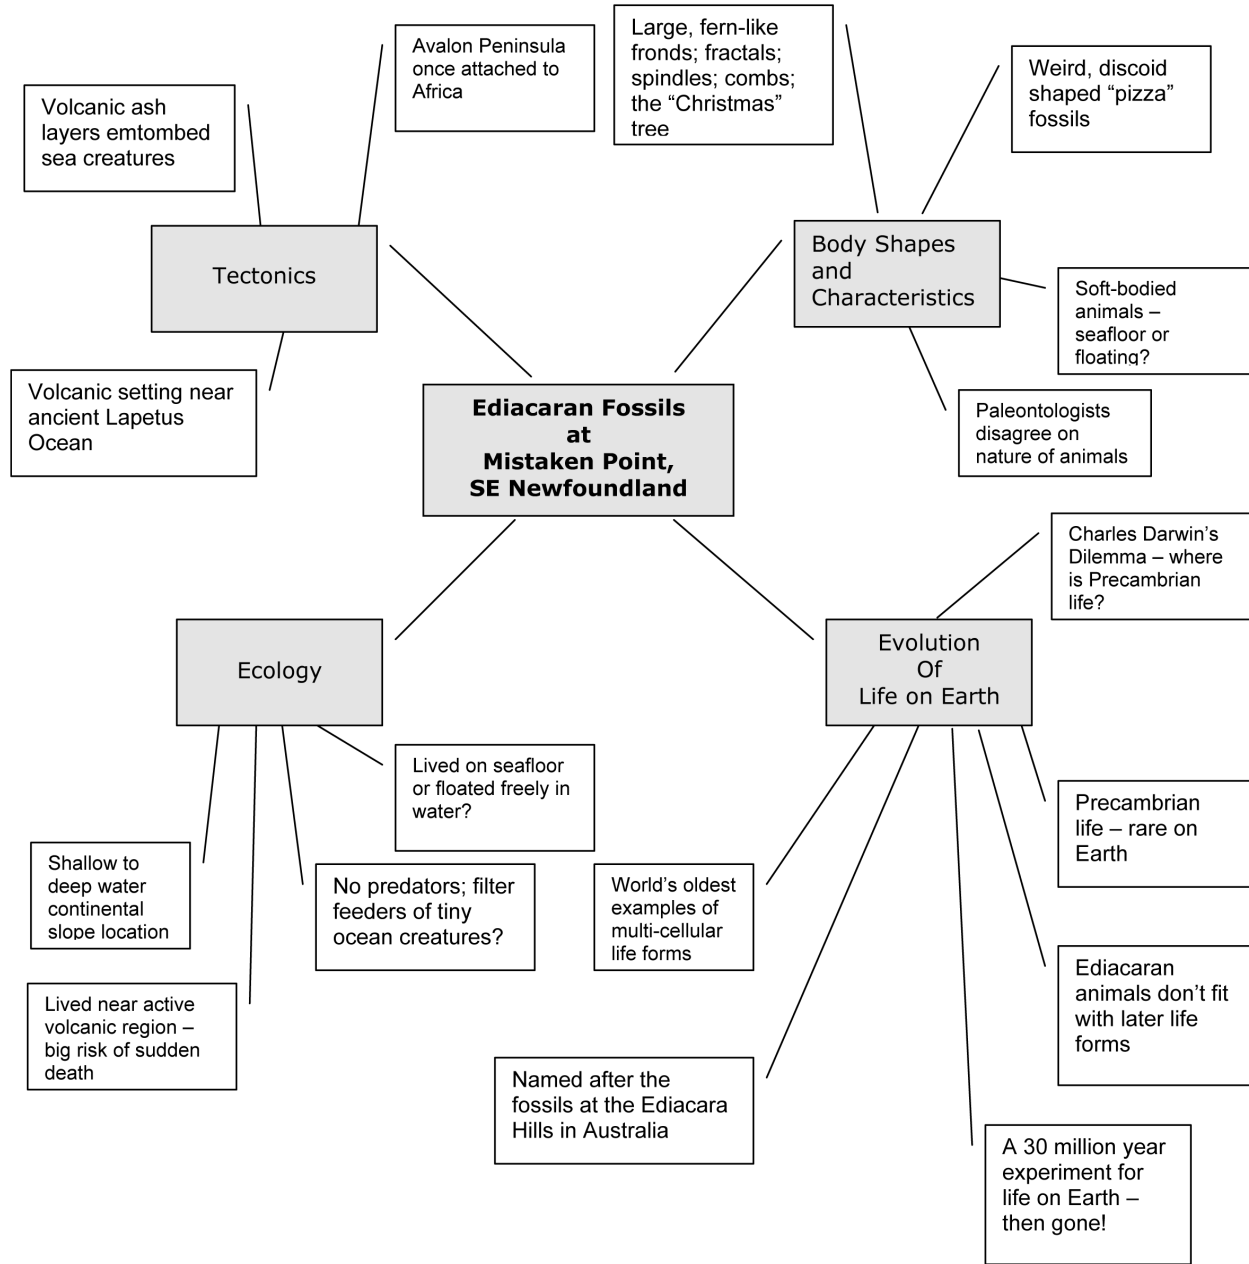 Large, fern-like
fronds; fractals;
spindles; combs;
the “Christmas”
tree
Avalon Peninsula
once attached to
Africa
Weird, discoid
shaped “pizza”
fossils
Volcanic ash
layers emtombed
sea creatures
Tectonics
Body Shapes
and
Characteristics
Soft-bodied
animals –
seafloor or
floating?
Volcanic setting near
ancient Lapetus
Ocean
Ediacaran Fossils
at
Mistaken Point,
SE Newfoundland
Paleontologists
disagree on
nature of animals
Charles Darwin’s
Dilemma – where
is Precambrian
life?
Ecology
Evolution
Of
Life on Earth
Lived on seafloor
or floated freely in
water?
Precambrian
life – rare on
Earth
Shallow to
deep water
continental
slope location
No predators; filter
feeders of tiny
ocean creatures?
World’s oldest
examples of
multi-cellular
life forms
Ediacaran
animals don’t fit
with later life
forms
Lived near active
volcanic region –
big risk of sudden
death
Named after the
fossils at the Ediacara
Hills in Australia
A 30 million year
experiment for
life on Earth –
then gone!